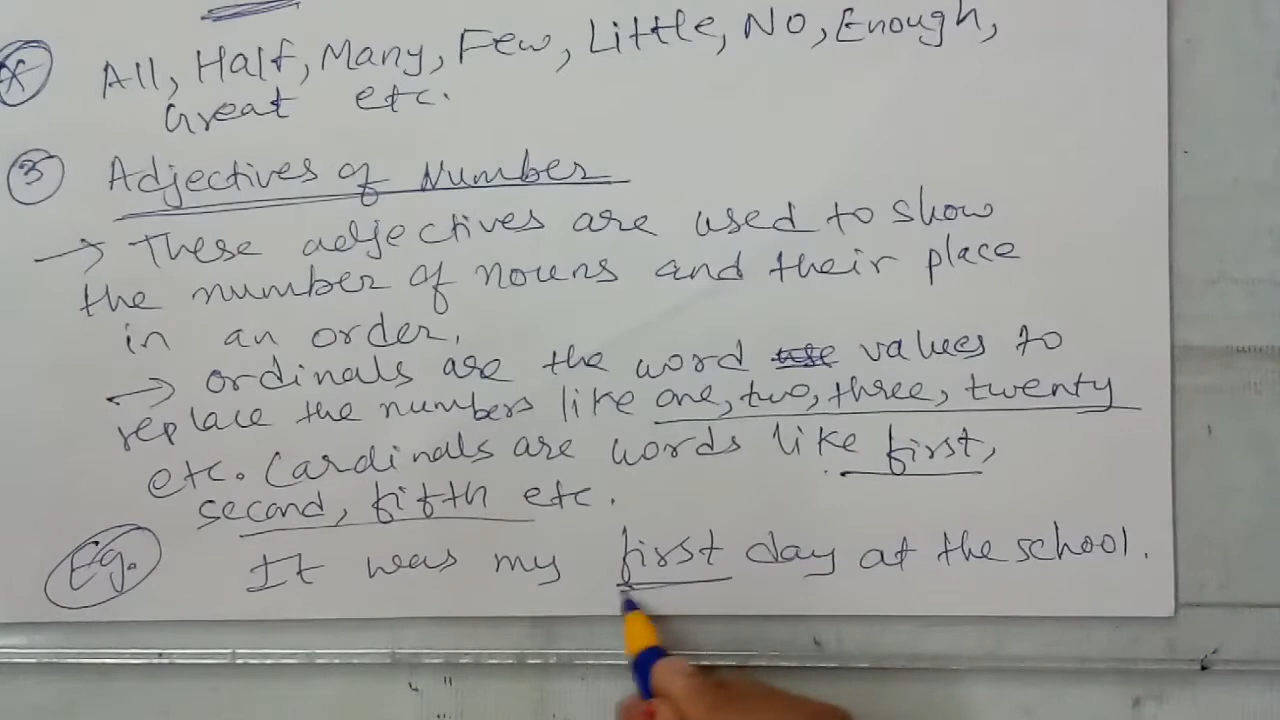 All, Half, Many, Few, Little, No, Enough,
Great etc.
3 Adjectives of Number
→ These adjectives are used to show
the number of nouns and their place
in an order.
→ ordinals are the word values to
replace the numbers like one, two, three, twenty
etc. Cardinals are words like first,
second, fifth etc.
Eg. It was my first day at the school.